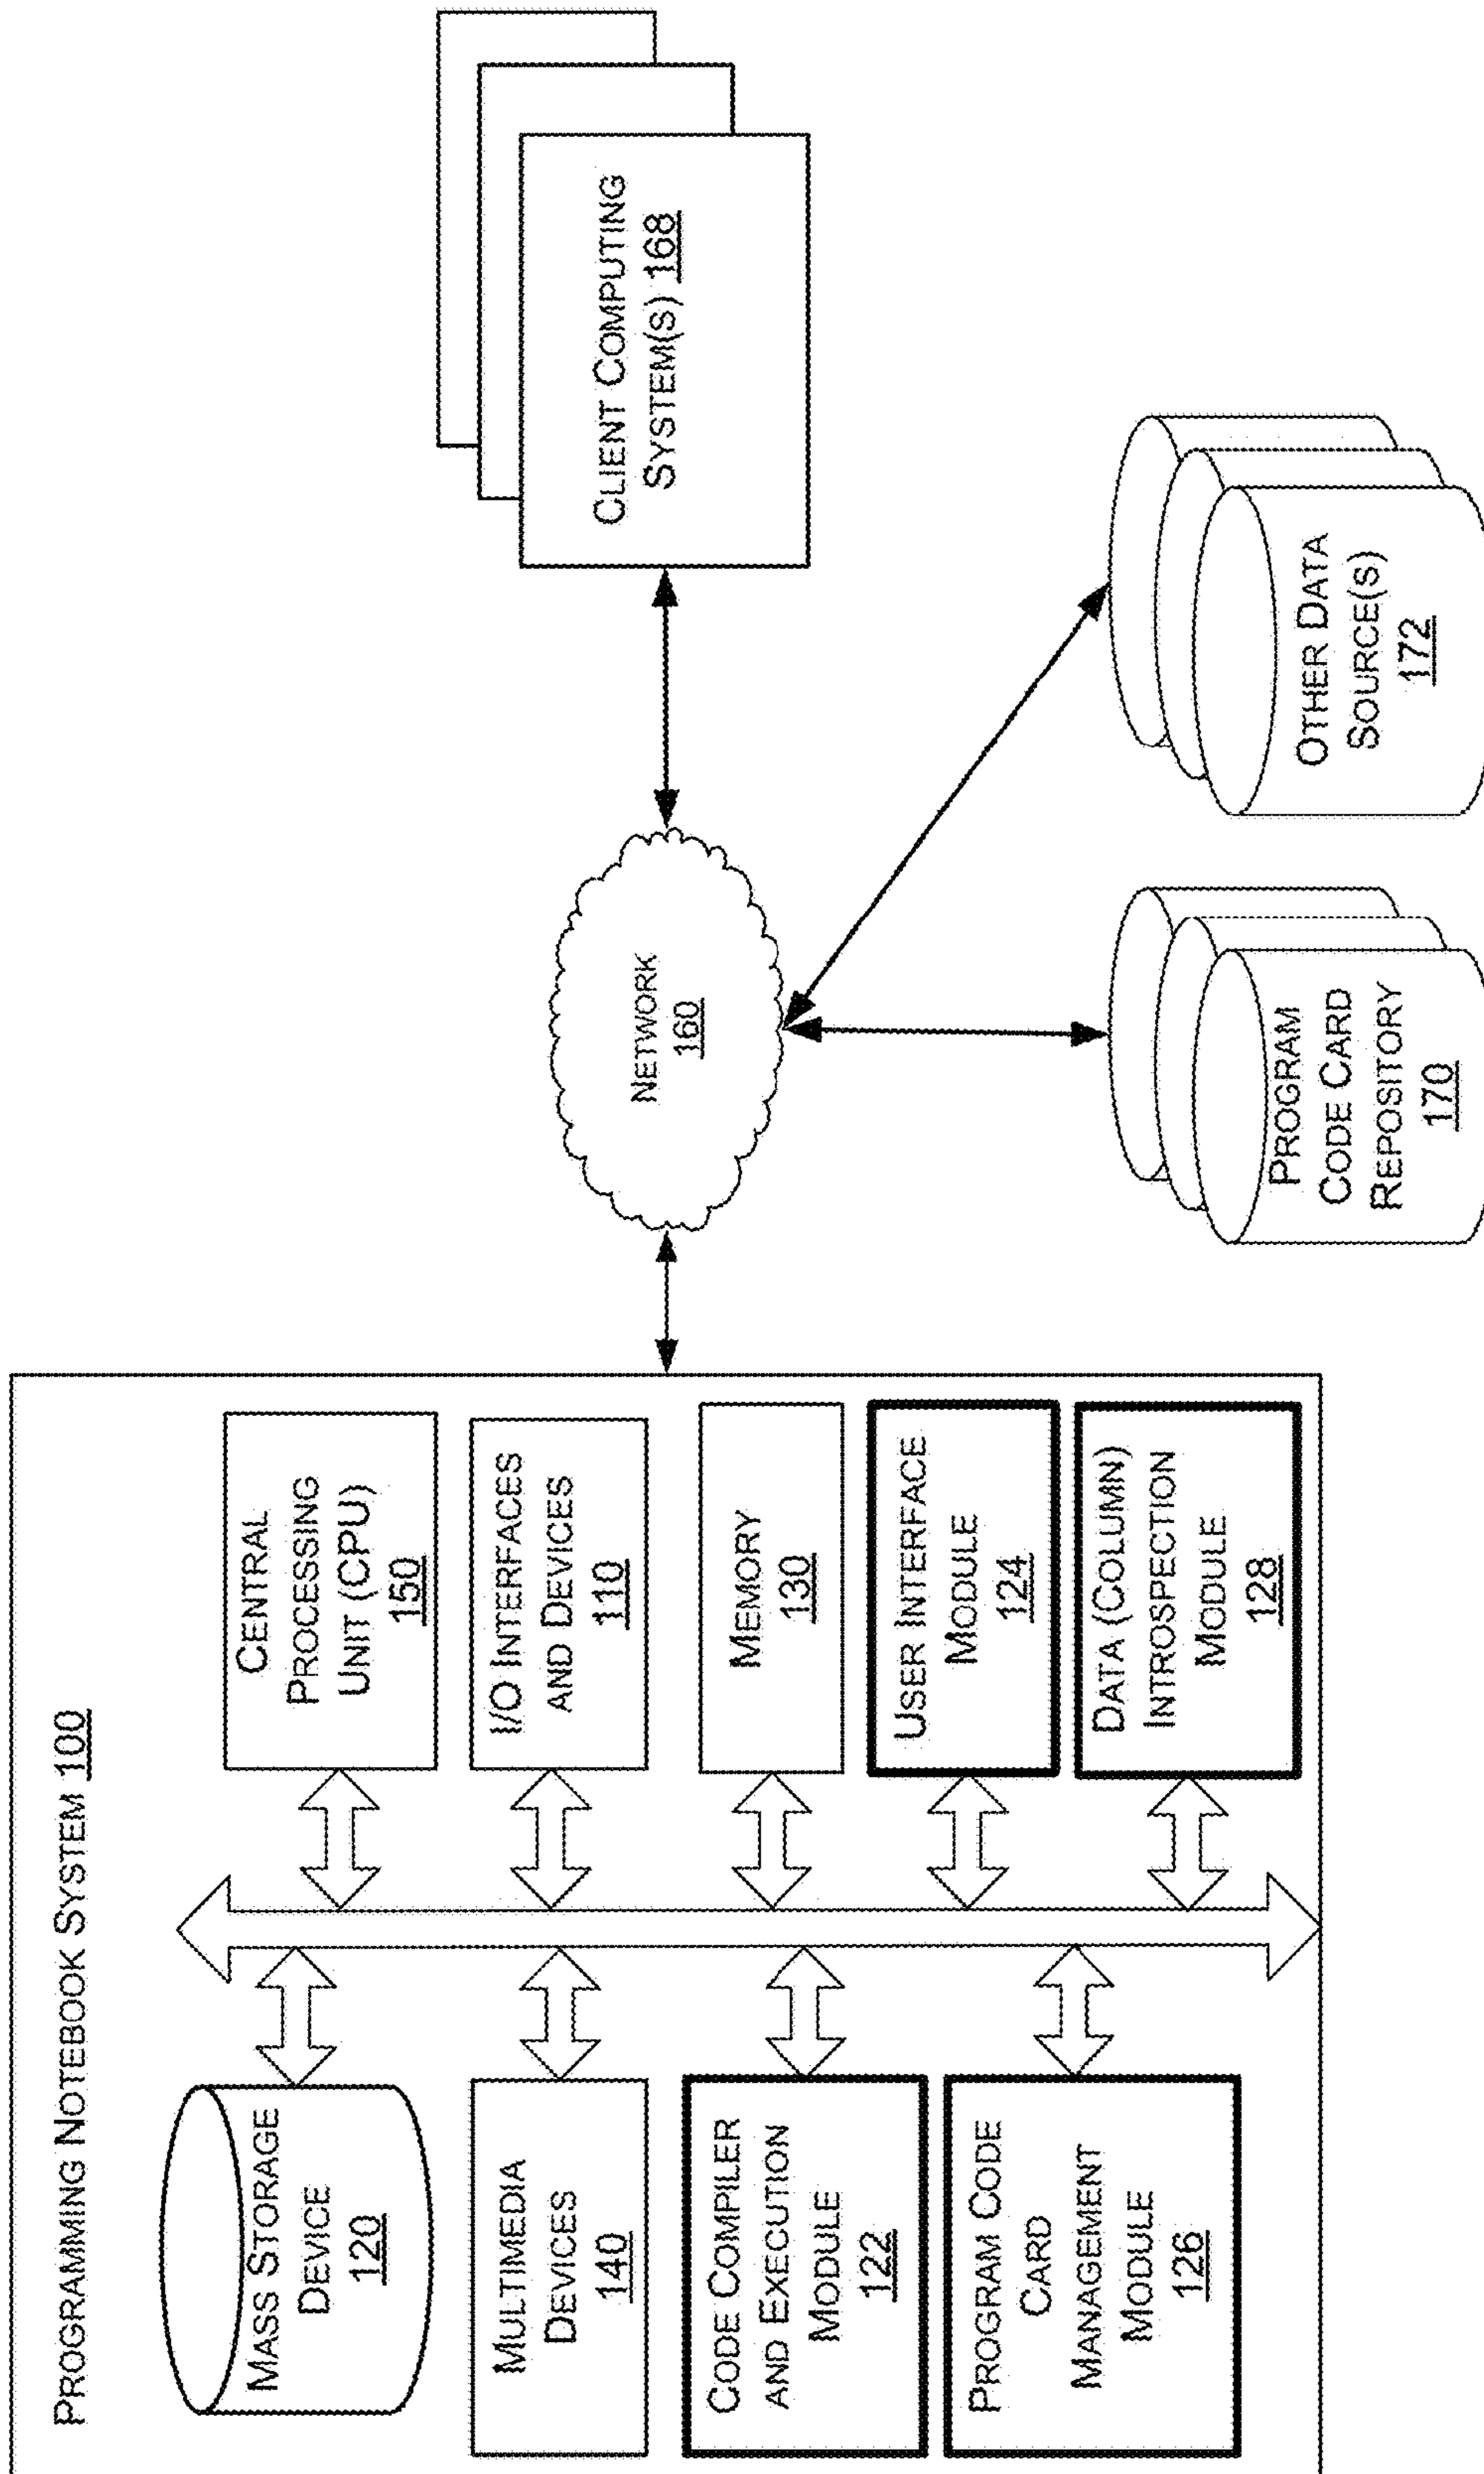 PROGRAMMING NOTEBOOK SYSTEM 100
MASS STORAGE
DEVICE
120
MULTIMEDIA
DEVICES
140
CODE COMPILER
AND EXECUTION
MODULE
122
PROGRAM CODE
CARD
MANAGEMENT
MODULE
126
CENTRAL
PROCESSING
UNIT (CPU)
150
I/O INTERFACES
AND DEVICES
110
MEMORY
130
USER INTERFACE
MODULE
124
DATA (COLUMN)
INTROSPECTION
MODULE
128
NETWORK
160
CLIENT COMPUTING
SYSTEM(S) 168
PROGRAM
CODE CARD
REPOSITORY
170
OTHER DATA
SOURCE(S)
172